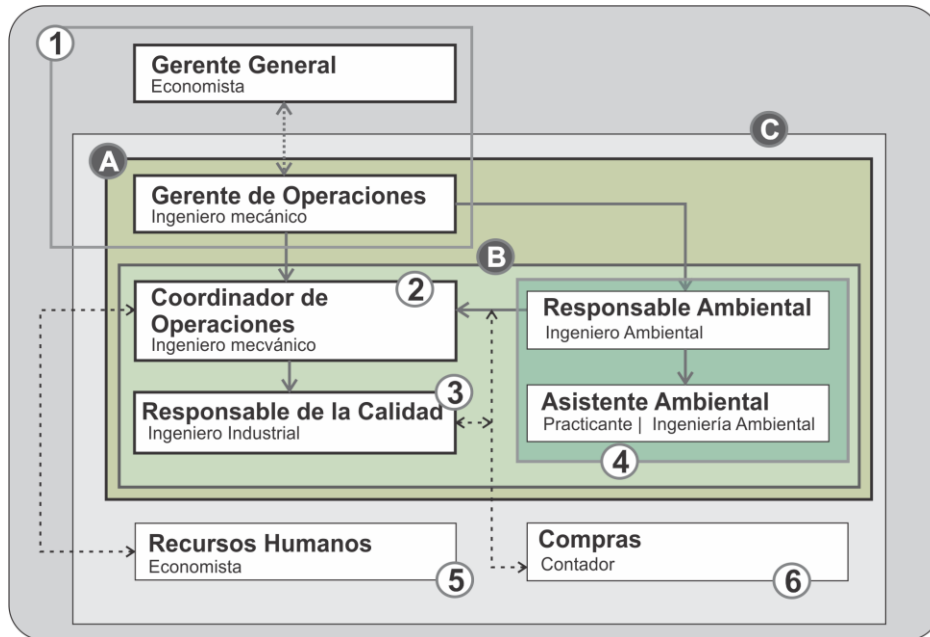 1
Gerente General
Economista
C
A
Gerente de Operaciones
Ingeniero mecánico
B
Coordinador de
Operaciones
Ingeniero mecvánico
2
Responsable Ambiental
Ingeniero Ambiental
Responsable de la Calidad
Ingeniero Industrial
3
Asistente Ambiental
Practicante | Ingeniería Ambiental
4
Recursos Humanos
Economista
5
Compras
Contador
6